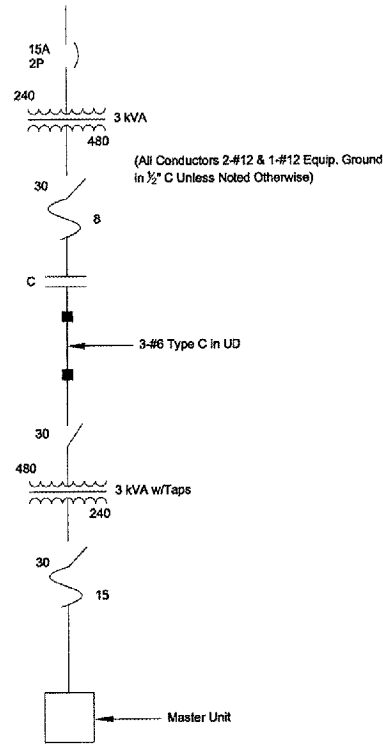 15A
2P
240
3 kVA
480
(All Conductors 2-#12 & 1-#12 Equip. Ground
in ½" C Unless Noted Otherwise)
30
8
C
3-#6 Type C in UD
30
480
3 kVA w/Taps
240
30
15
Master Unit